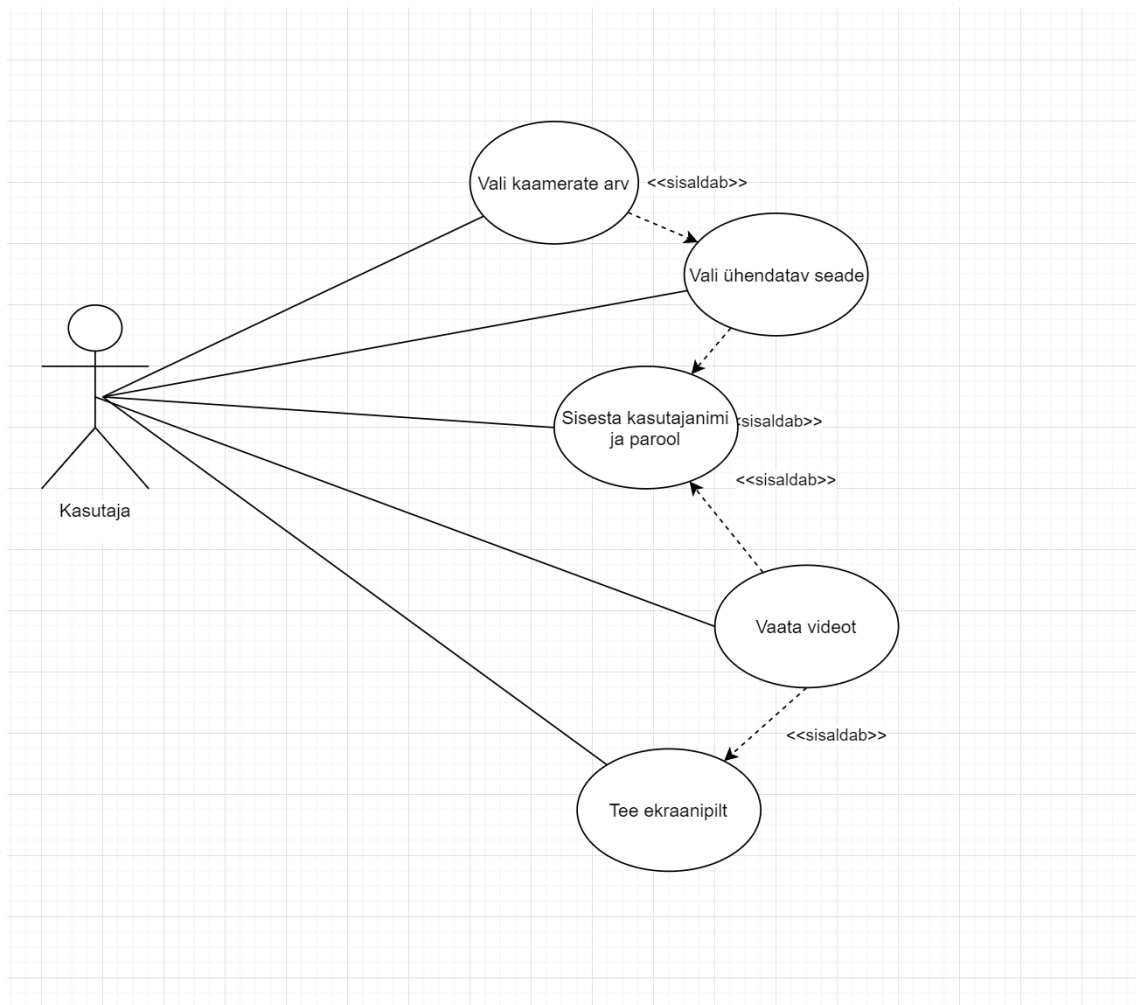 Vali kaamerate arv
<<sisaldab>>
Vali ühendatav seade
Sisesta kasutajanimi
ja parool
<sisaldab>>
<<sisaldab>>
Kasutaja
Vaata videot
<<sisaldab>>
Tee ekraanipilt